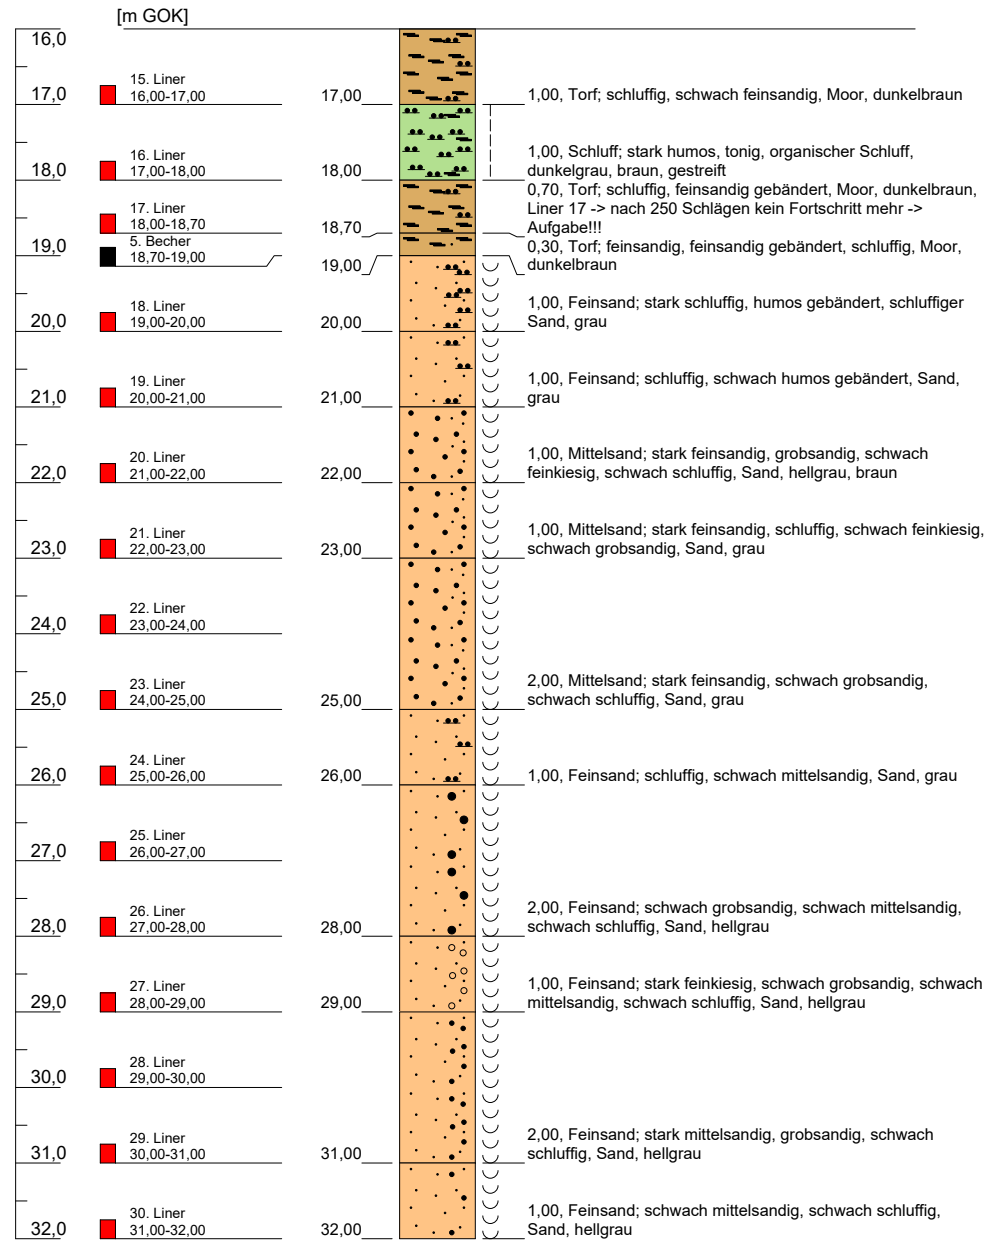 [m GOK]
16,0
15. Liner
17,0 16,00-17,00 17,00 1,00, Torf; schluffig, schwach feinsandig, Moor, dunkelbraun
16. Liner 1,00, Schluff; stark humos, tonig, organischer Schluff,
18,0 17,00-18,00 18,00 dunkelgrau, braun, gestreift
0,70, Torf; schluffig, feinsandig gebändert, Moor, dunkelbraun,
17. Liner Liner 17 -> nach 250 Schlägen kein Fortschritt mehr ->
18,00-18,70 18,70 Aufgabe!!!
19,0 5. Becher 0,30, Torf; feinsandig, feinsandig gebändert, schluffig, Moor,
18,70-19,00 19,00 dunkelbraun
18. Liner 1,00, Feinsand; stark schluffig, humos gebändert, schluffiger
20,0 19,00-20,00 20,00 Sand, grau
19. Liner 1,00, Feinsand; schluffig, schwach humos gebändert, Sand,
21,0 20,00-21,00 21,00 grau
20. Liner 1,00, Mittelsand; stark feinsandig, grobsandig, schwach
22,0 21,00-22,00 22,00 feinkiesig, schwach schluffig, Sand, hellgrau, braun
21. Liner 1,00, Mittelsand; stark feinsandig, schluffig, schwach feinkiesig,
23,0 22,00-23,00 23,00 schwach grobsandig, Sand, grau
22. Liner
24,0 23,00-24,00
23. Liner 2,00, Mittelsand; stark feinsandig, schwach grobsandig,
25,0 24,00-25,00 25,00 schwach schluffig, Sand, grau
24. Liner
26,0 25,00-26,00 26,00 1,00, Feinsand; schluffig, schwach mittelsandig, Sand, grau
25. Liner
27,0 26,00-27,00
26. Liner 2,00, Feinsand; schwach grobsandig, schwach mittelsandig,
28,0 27,00-28,00 28,00 schwach schluffig, Sand, hellgrau
27. Liner 1,00, Feinsand; stark feinkiesig, schwach grobsandig, schwach
29,0 28,00-29,00 29,00 mittelsandig, schwach schluffig, Sand, hellgrau
28. Liner
30,0 29,00-30,00
29. Liner 2,00, Feinsand; stark mittelsandig, grobsandig, schwach
31,0 30,00-31,00 31,00 schluffig, Sand, hellgrau
30. Liner 1,00, Feinsand; schwach mittelsandig, schwach schluffig,
32,0 31,00-32,00 32,00 Sand, hellgrau